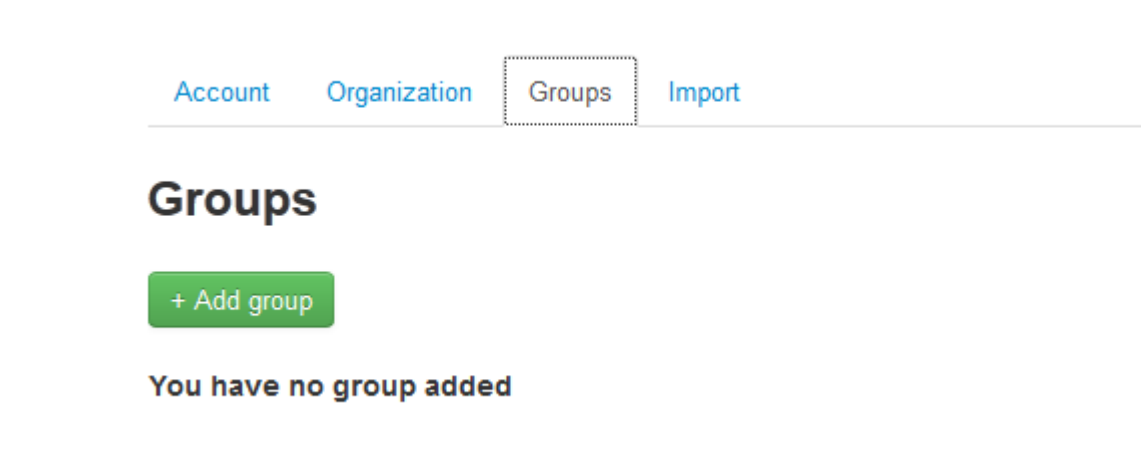 Account Organization Groups Import
Groups
+ Add group
You have no group added